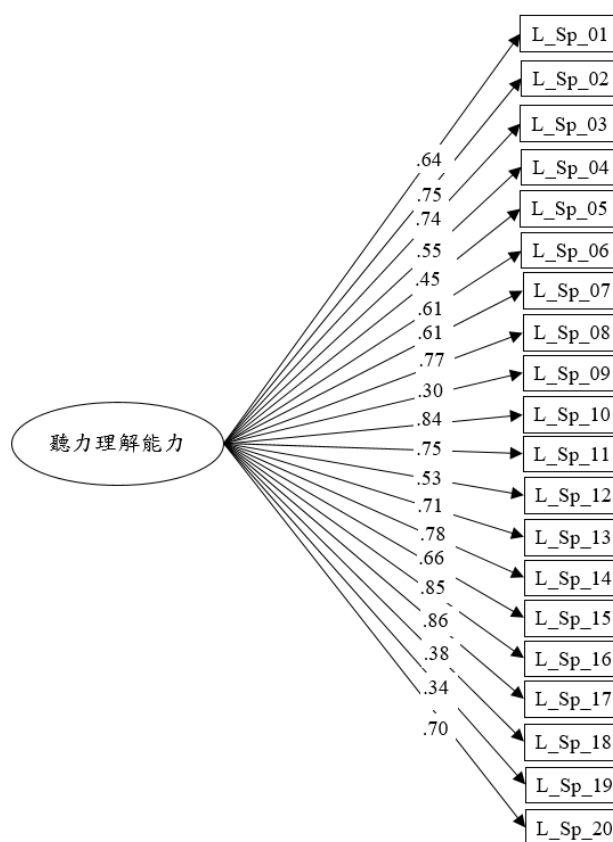 L_Sp_01
L_Sp_02
L_Sp_03
L_Sp_04
L_Sp_05
L_Sp_06
L_Sp_07
L_Sp_08
L_Sp_09
L_Sp_10
L_Sp_11
L_Sp_12
L_Sp_13
L_Sp_14
L_Sp_15
L_Sp_16
L_Sp_17
L_Sp_18
L_Sp_19
L_Sp_20
.64
.75
.74
.55
.45
.61
.61
.77
.30
.84
.75
.53
.71
.78
.66
.85
.86
.38
.34
.70
聽力理解能力